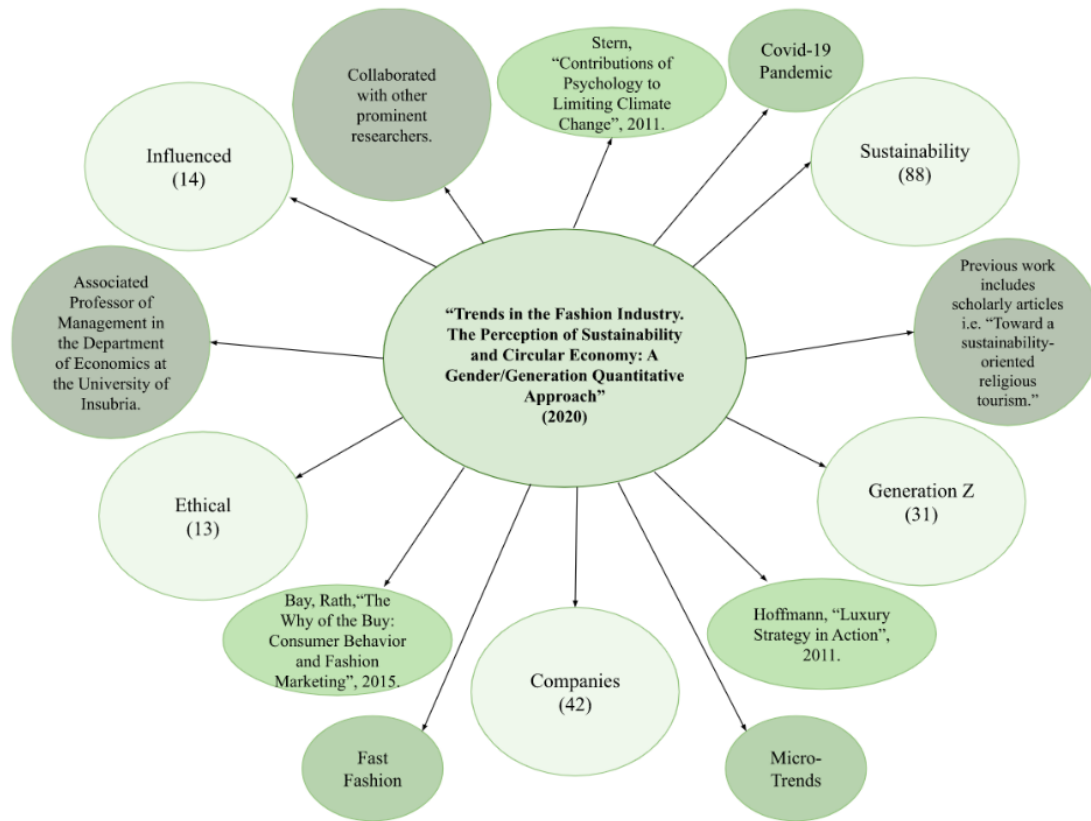 Stern,
“Contributions of
Psychology to
Limiting Climate
Change”, 2011.
Covid-19
Pandemic
Collaborated
with other
prominent
researchers.
Influenced
(14)
Sustainability
(88)
Associated
Professor of
Management in
the Department
of Economics at
the University of
Insubria.
“Trends in the Fashion Industry.
The Perception of Sustainability
and Circular Economy: A
Gender/Generation Quantitative
Approach”
(2020)
Previous work
includes
scholarly articles
i.e. “Toward a
sustainability-
oriented
religious
tourism.”
Ethical
(13)
Generation Z
(31)
Bay, Rath,“The
Why of the Buy:
Consumer Behavior
and Fashion
Marketing”, 2015.
Companies
(42)
Hoffmann, “Luxury
Strategy in Action”,
2011.
Fast
Fashion
Micro-
Trends